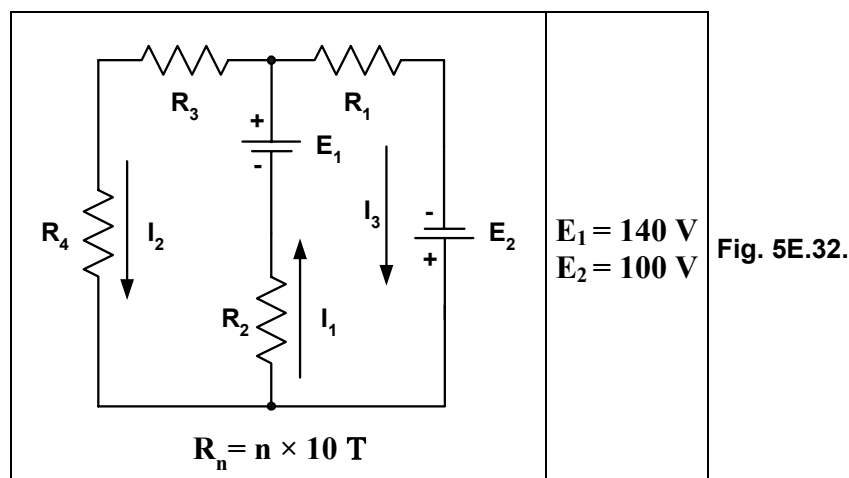 R₃
R₁
+
E₁
-
R₄
I₂
I₃
-
E₂
+
R₂
I₁
Rₙ= n × 10 T
E₁ = 140 V
E₂ = 100 V
Fig. 5E.32.